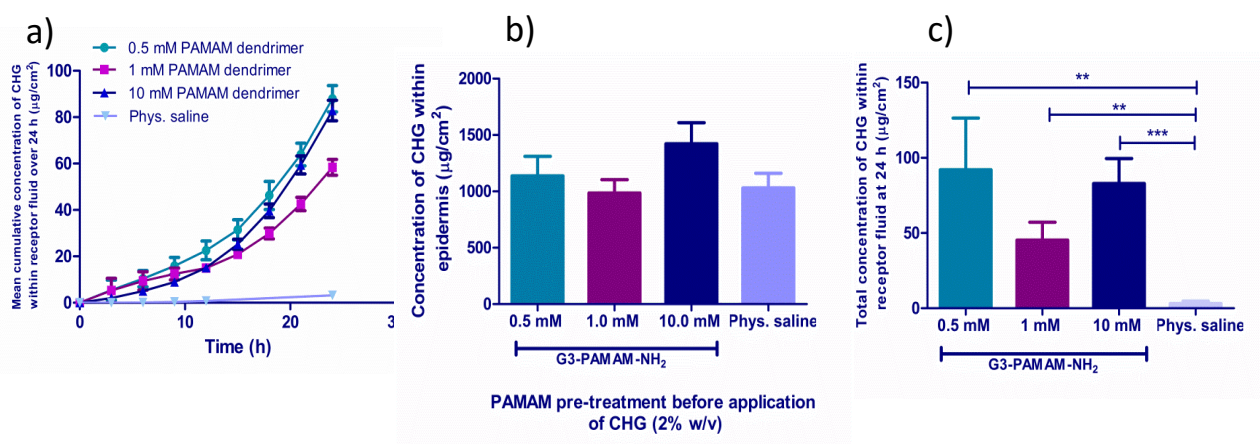 a)
0.5 mM PAMAM dendrimer
1 mM PAMAM dendrimer
10 mM PAMAM dendrimer
Phys. saline
Mean cumulative concentration of CHG
within receptor fluid over 24 h (µg/cm²)
100
80
60
40
20
0
0
10
20
3
Time (h)
b)
Concentration of CHG within
epidermis (µg/cm²)
2000
1500
1000
500
0
0.5 mM
1.0 mM
10.0 mM
Phys. saline
G3-PAMAM-NH₂
PAMAM pre-treatment before application
of CHG (2% w/v)
c)
Total concentration of CHG within
receptor fluid at 24 h (µg/cm²)
150
100
50
0
**
**
***
0.5 mM
1 mM
10 mM
Phys. saline
G3-PAMAM-NH₂